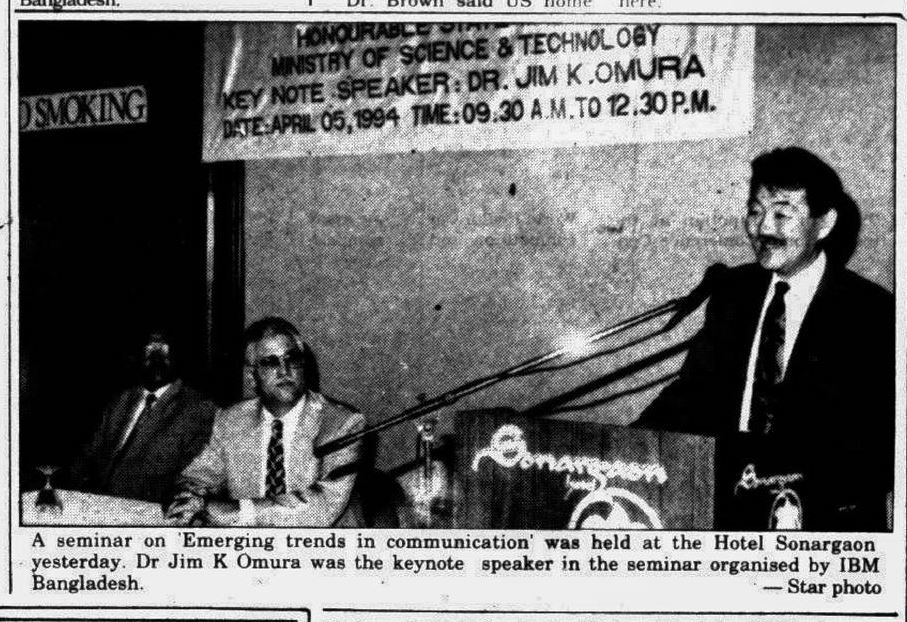 Bangladesh.
Dr. Brown said US home here.
HONOURABLE STATE
MINISTRY OF SCIENCE & TECHNOLOGY
KEY NOTE SPEAKER: DR. JIM K. OMURA
DATE: APRIL 05, 1994 TIME: 09.30 A.M. TO 12.30 P.M.
O SMOKING
Sonargaon
Sonargaon
A seminar on 'Emerging trends in communication' was held at the Hotel Sonargaon
yesterday. Dr Jim K Omura was the keynote speaker in the seminar organised by IBM
Bangladesh.
— Star photo